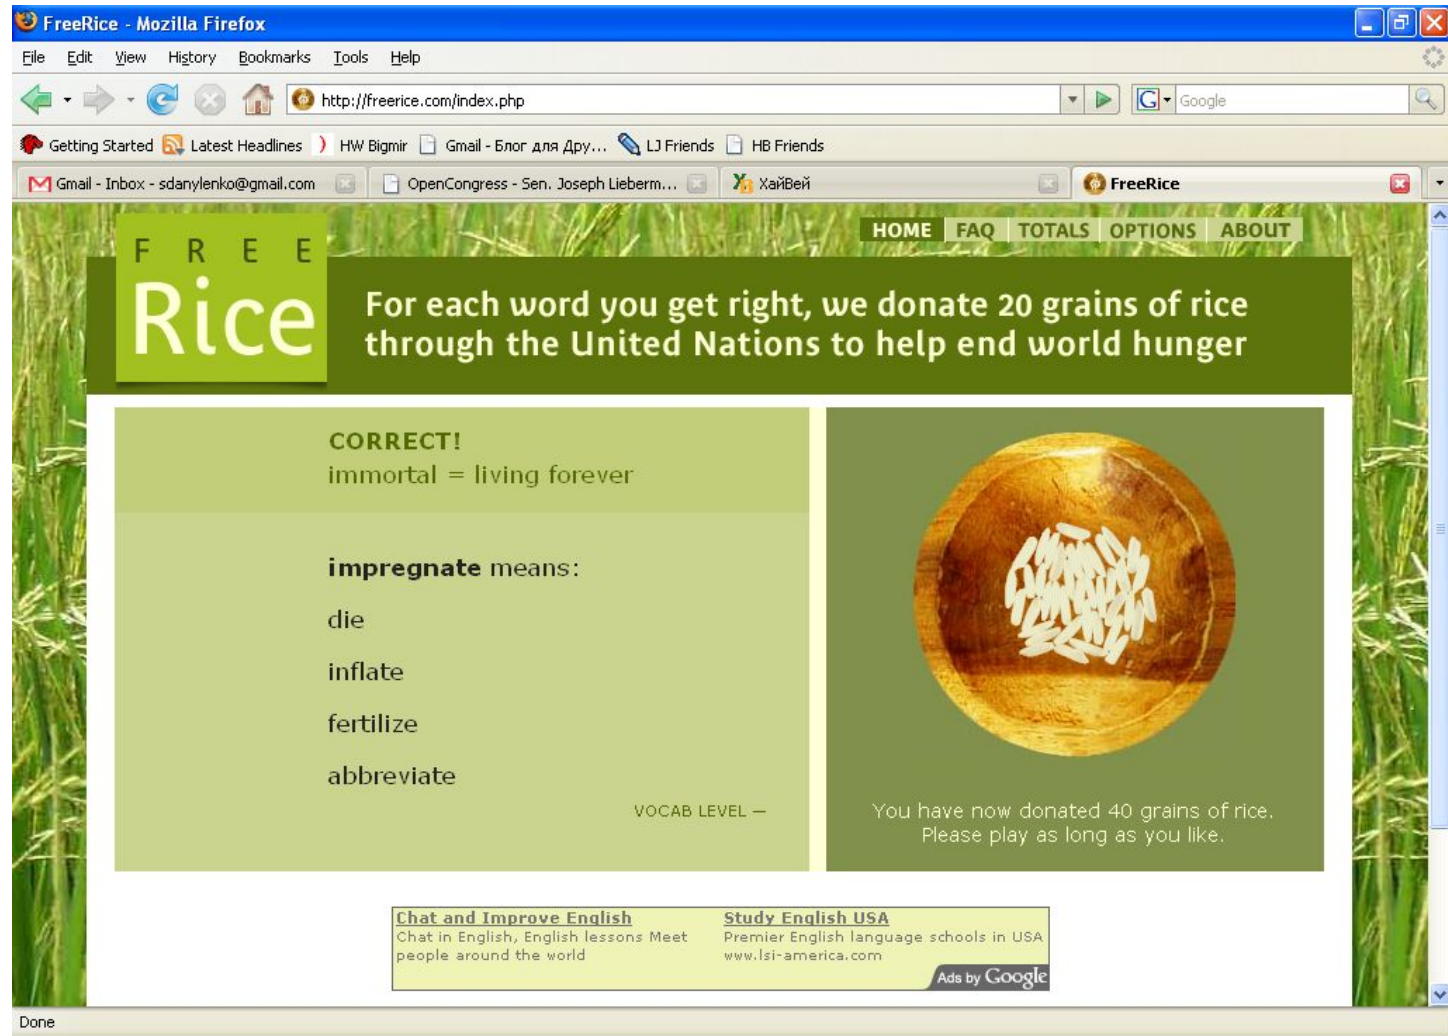 FreeRice - Mozilla Firefox
File Edit View History Bookmarks Tools Help
http://freerice.com/index.php
G Google
Getting Started Latest Headlines HW Bigmir Gmail - Блог для Дру... LJ Friends HB Friends
Gmail - Inbox - sdanylenko@gmail.com OpenCongress - Sen. Joseph Lieberm... ХайВей FreeRice
HOME FAQ TOTALS OPTIONS ABOUT
FREE
Rice
For each word you get right, we donate 20 grains of rice
through the United Nations to help end world hunger
CORRECT!
immortal = living forever
impregnate means:
die
inflate
fertilize
abbreviate
VOCAB LEVEL —
You have now donated 40 grains of rice.
Please play as long as you like.
Chat and Improve English
Chat in English, English lessons Meet
people around the world
Study English USA
Premier English language schools in USA
www.lsi-america.com
Ads by Google
Done